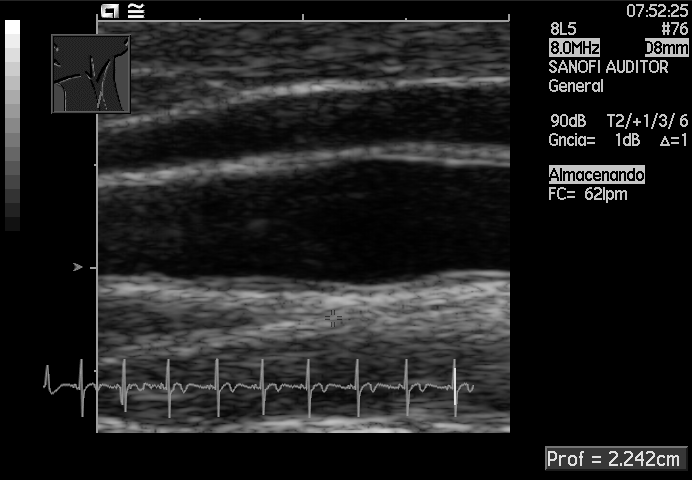 07:52:25
8L5 #76
8.0MHz D8mm
SANOFI AUDITOR
General
90dB T2/+1/3/ 6
Gncia= 1dB Δ=1
Almacenando
FC= 62lpm
Prof = 2.242cm